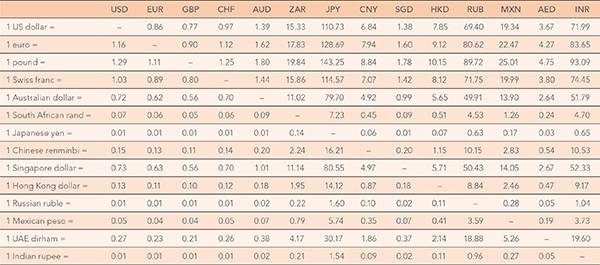 USD EUR GBP CHF AUD ZAR JPY CNY SGD HKD RUB MXN AED INR
1 US dollar = – 0.86 0.77 0.97 1.39 15.33 110.73 6.84 1.38 7.85 69.40 19.34 3.67 71.99
1 euro = 1.16 – 0.90 1.12 1.62 17.83 128.69 7.94 1.60 9.12 80.62 22.47 4.27 83.65
1 pound = 1.29 1.11 – 1.25 1.80 19.84 143.25 8.84 1.78 10.15 89.72 25.01 4.75 93.09
1 Swiss franc = 1.03 0.89 0.80 – 1.44 15.86 114.57 7.07 1.42 8.12 71.75 19.99 3.80 74.45
1 Australian dollar = 0.72 0.62 0.56 0.70 – 11.02 79.70 4.92 0.99 5.65 49.91 13.90 2.64 51.79
1 South African rand = 0.07 0.06 0.05 0.06 0.09 – 7.23 0.45 0.09 0.51 4.53 1.26 0.24 4.70
1 Japanese yen = 0.01 0.01 0.01 0.01 0.01 0.14 – 0.06 0.01 0.07 0.63 0.17 0.03 0.65
1 Chinese renminbi = 0.15 0.13 0.11 0.14 0.20 2.24 16.21 – 0.20 1.15 10.15 2.83 0.54 10.53
1 Singapore dollar = 0.73 0.63 0.56 0.70 1.01 11.14 80.55 4.97 – 5.71 50.43 14.05 2.67 52.33
1 Hong Kong dollar = 0.13 0.11 0.10 0.12 0.18 1.95 14.12 0.87 0.18 – 8.84 2.46 0.47 9.17
1 Russian ruble = 0.01 0.01 0.01 0.01 0.02 0.22 1.60 0.10 0.02 0.11 – 0.28 0.05 1.04
1 Mexican peso = 0.05 0.04 0.04 0.05 0.07 0.79 5.74 0.35 0.07 0.41 3.59 – 0.19 3.73
1 UAE dirham = 0.27 0.23 0.21 0.26 0.38 4.17 30.17 1.86 0.37 2.14 18.88 5.26 – 19.60
1 Indian rupee = 0.01 0.01 0.01 0.01 0.02 0.21 1.54 0.09 0.02 0.11 0.96 0.27 0.05 –